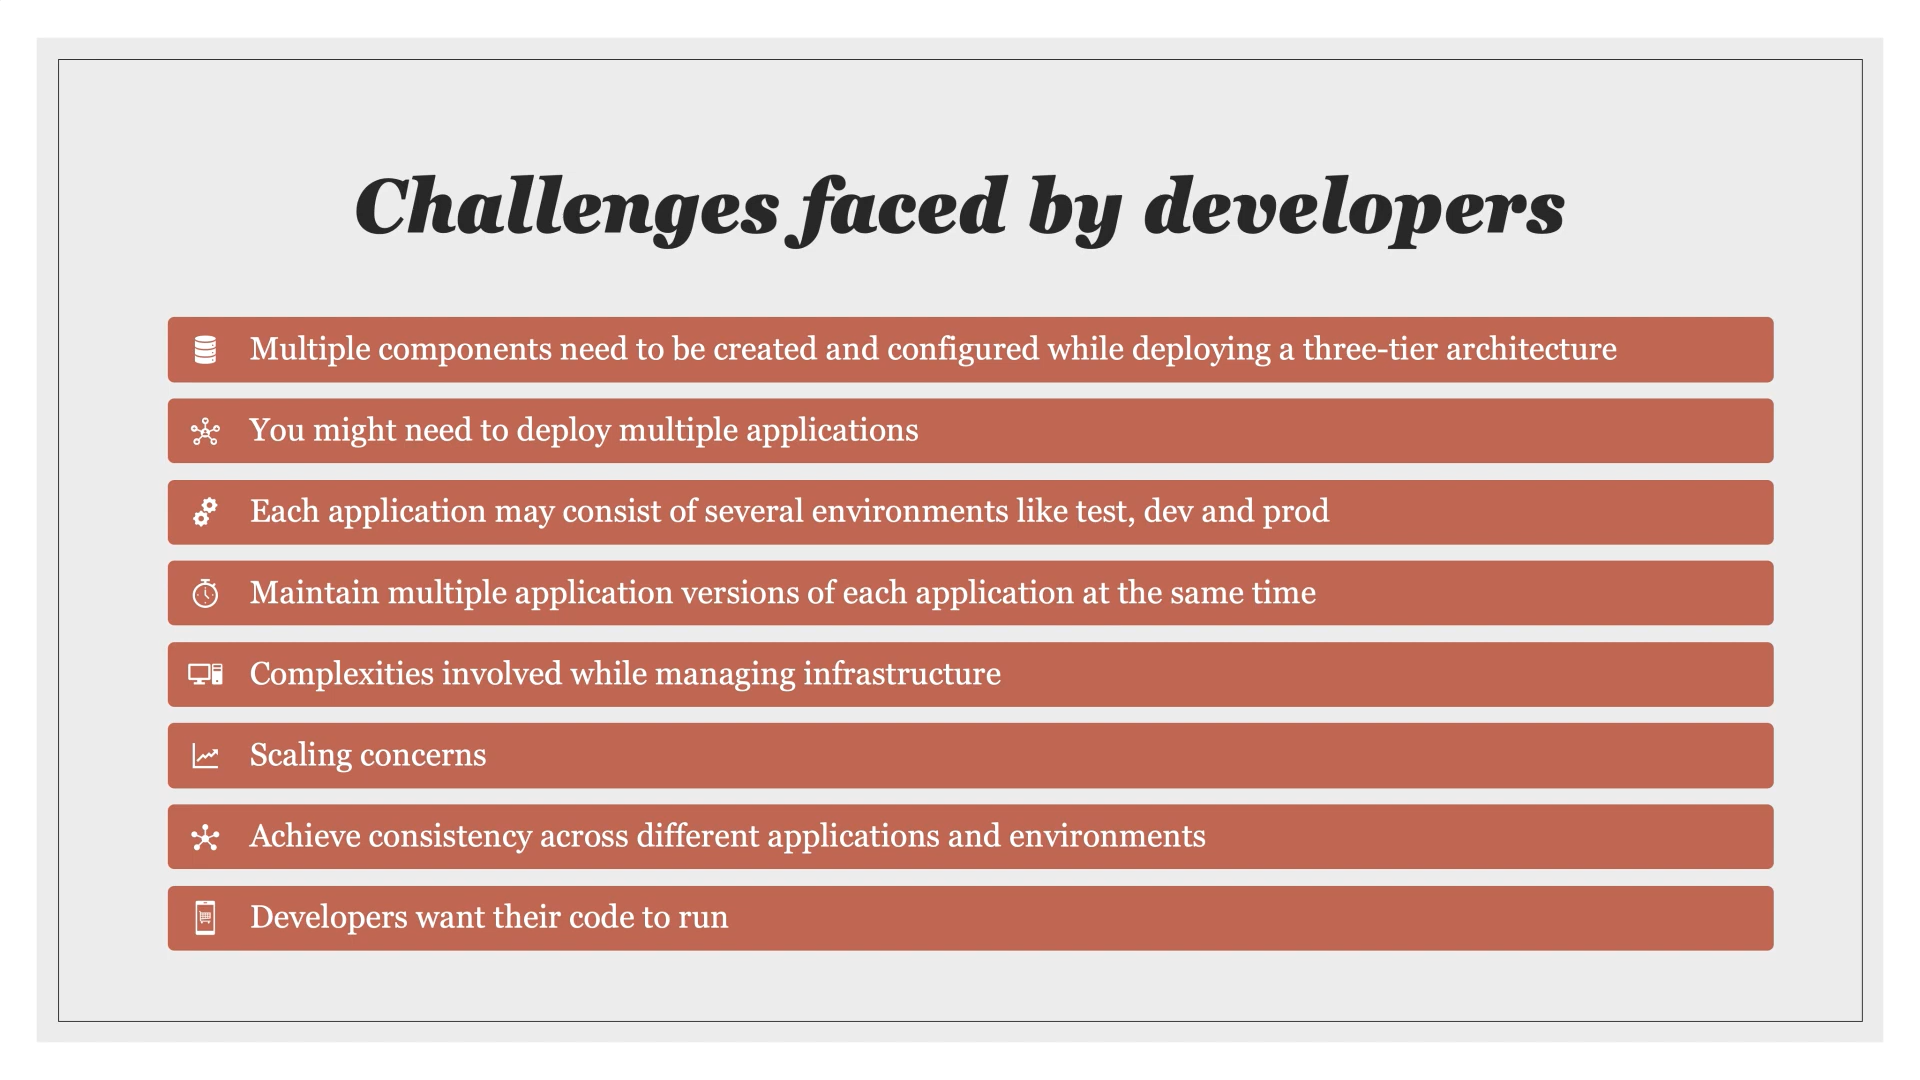 Challenges faced by developers
Multiple components need to be created and configured while deploying a three-tier architecture
You might need to deploy multiple applications
Each application may consist of several environments like test, dev and prod
Maintain multiple application versions of each application at the same time
Complexities involved while managing infrastructure
Scaling concerns
Achieve consistency across different applications and environments
Developers want their code to run